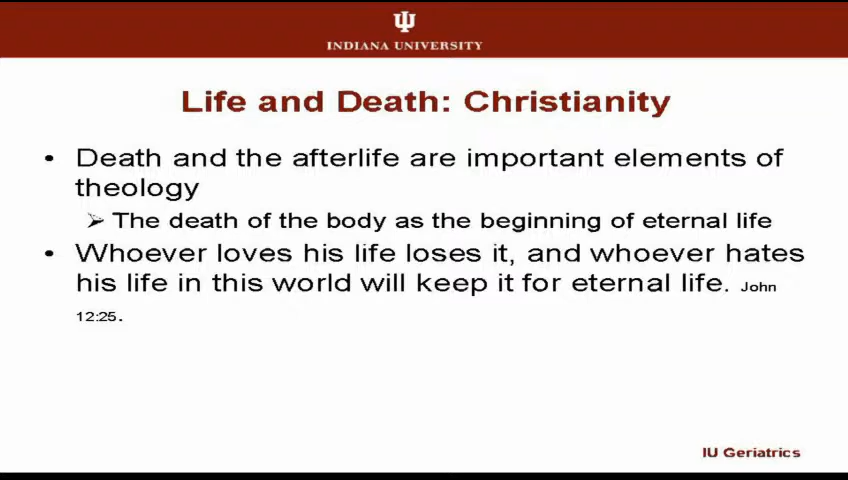 INDIANA UNIVERSITY
Life and Death: Christianity
• Death and the afterlife are important elements of
theology
➢ The death of the body as the beginning of eternal life
• Whoever loves his life loses it, and whoever hates
his life in this world will keep it for eternal life. John
12:25.
IU Geriatrics